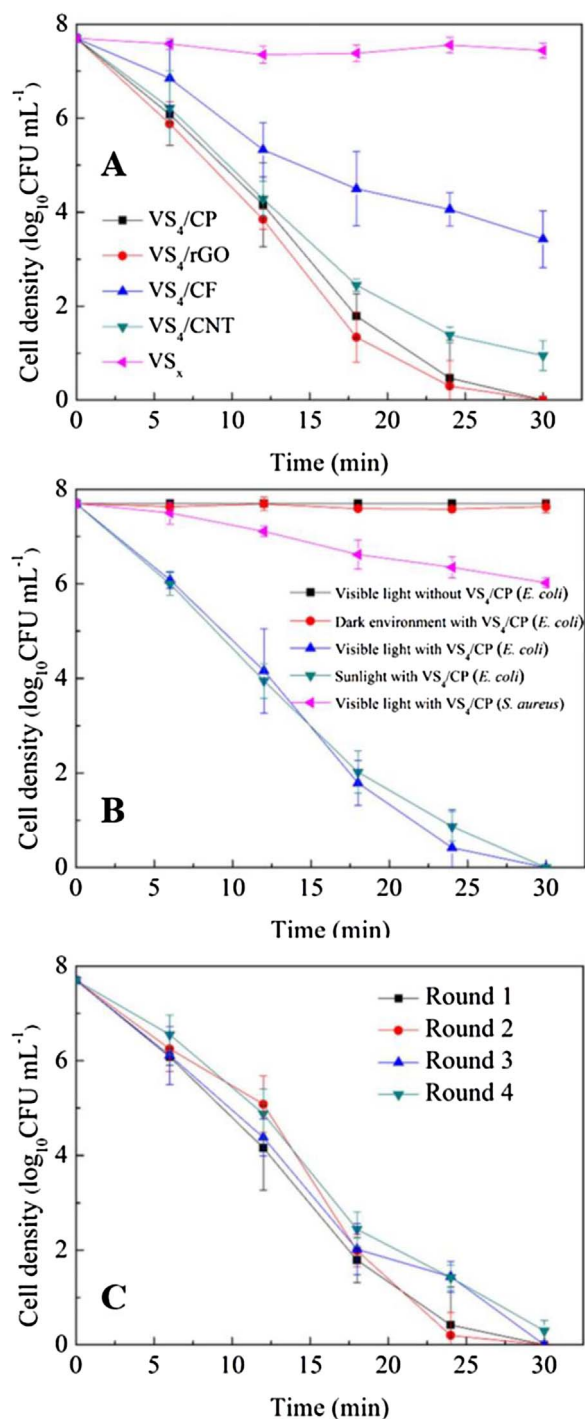 8
6
4
2
0
Cell density (log₁₀CFU mL⁻¹)
A
VS₄/CP
VS₄/rGO
VS₄/CF
VS₄/CNT
VSₓ
0 5 10 15 20 25 30
Time (min)
8
6
4
2
0
Cell density (log₁₀CFU mL⁻¹)
Visible light without VS₄/CP (E. coli)
Dark environment with VS₄/CP (E. coli)
Visible light with VS₄/CP (E. coli)
Sunlight with VS₄/CP (E. coli)
Visible light with VS₄/CP (S. aureus)
B
0 5 10 15 20 25 30
Time (min)
8
6
4
2
0
Cell density (log₁₀CFU mL⁻¹)
Round 1
Round 2
Round 3
Round 4
C
0 5 10 15 20 25 30
Time (min)